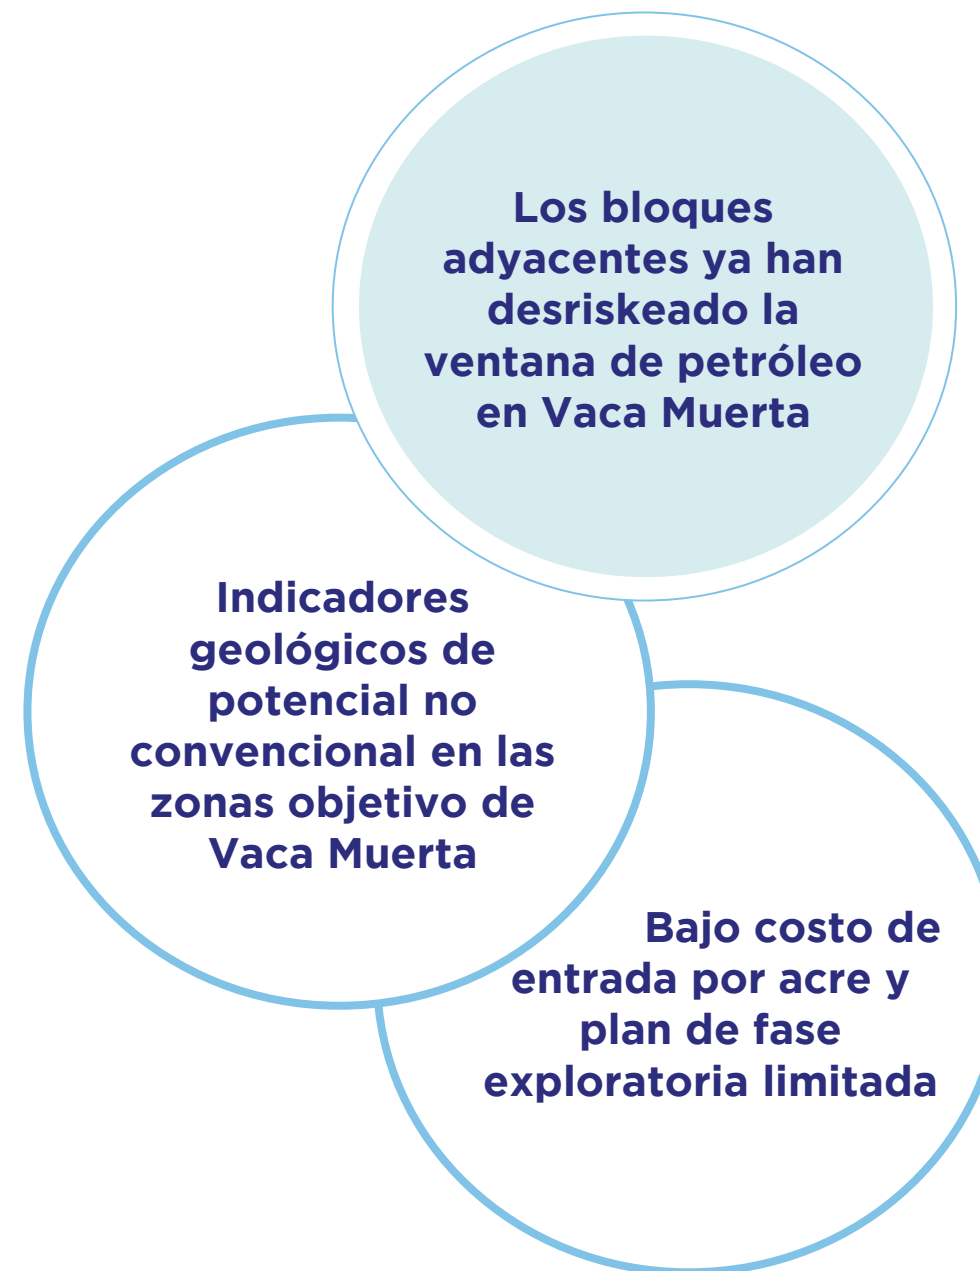 Los bloques
adyacentes ya han
desriskeado la
ventana de petróleo
en Vaca Muerta
Indicadores
geológicos de
potencial no
convencional en las
zonas objetivo de
Vaca Muerta
Bajo costo de
entrada por acre y
plan de fase
exploratoria limitada